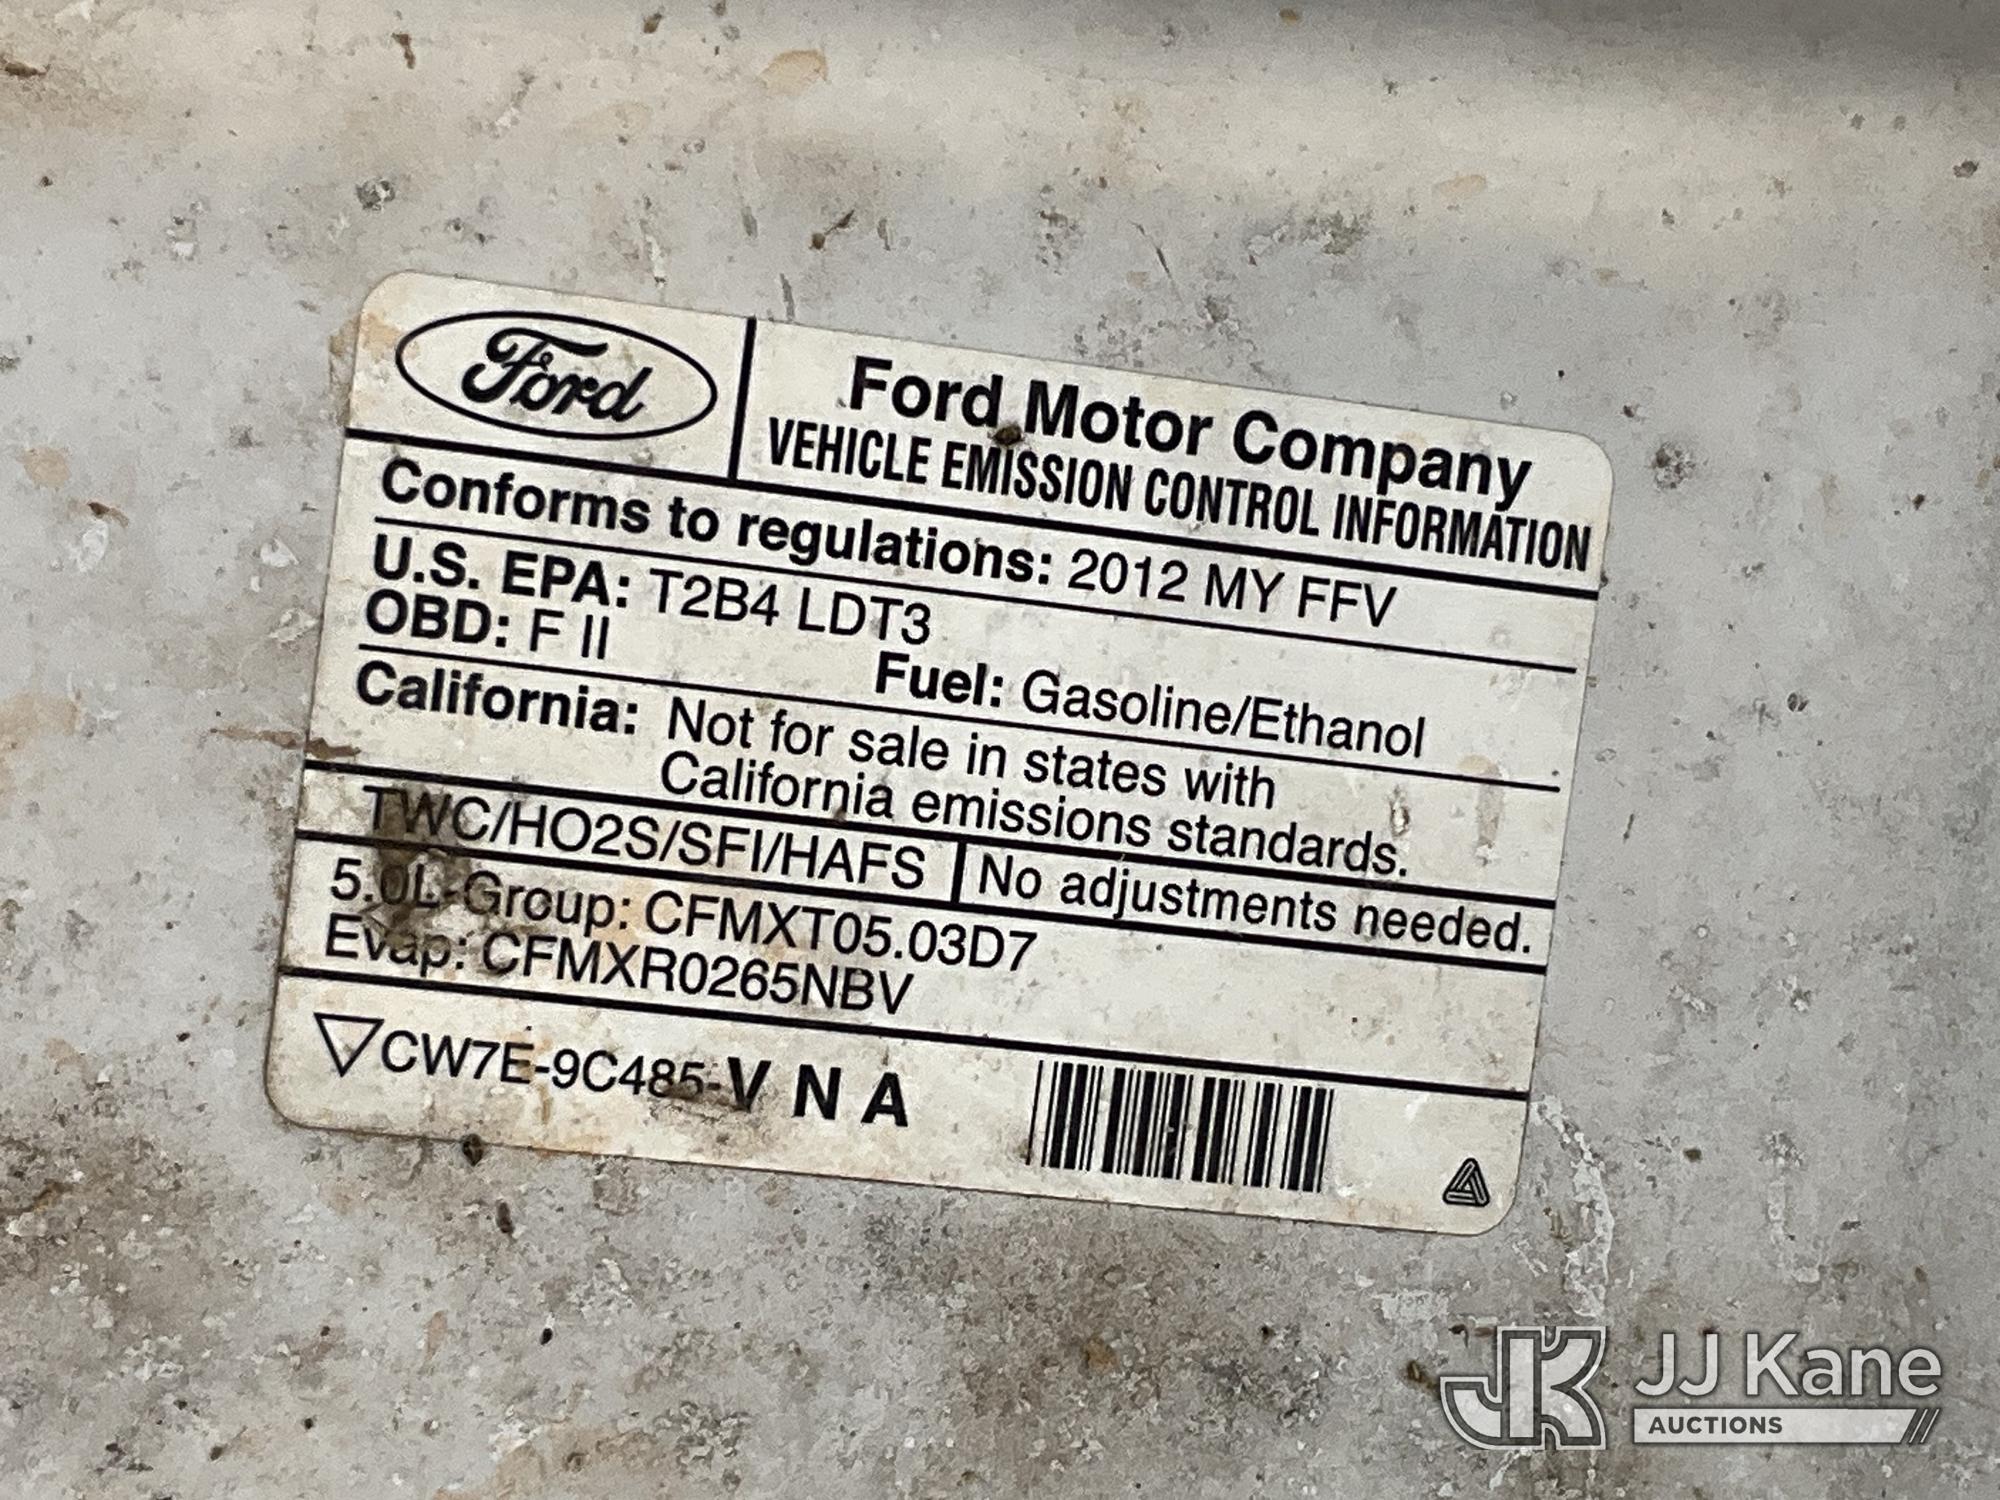 Ford
Ford Motor Company
VEHICLE EMISSION CONTROL INFORMATION
Conforms to regulations: 2012 MY FFV
U.S. EPA: T2B4 LDT3
OBD: F II Fuel: Gasoline/Ethanol
California: Not for sale in states with
California emissions standards.
TWC/HO2S/SFI/HAFS No adjustments needed.
5.0L-Group: CFMXT05.03D7
Evap: CFMXR0265NBV
CW7E-9C485-V N A
JK JJ Kane
AUCTIONS